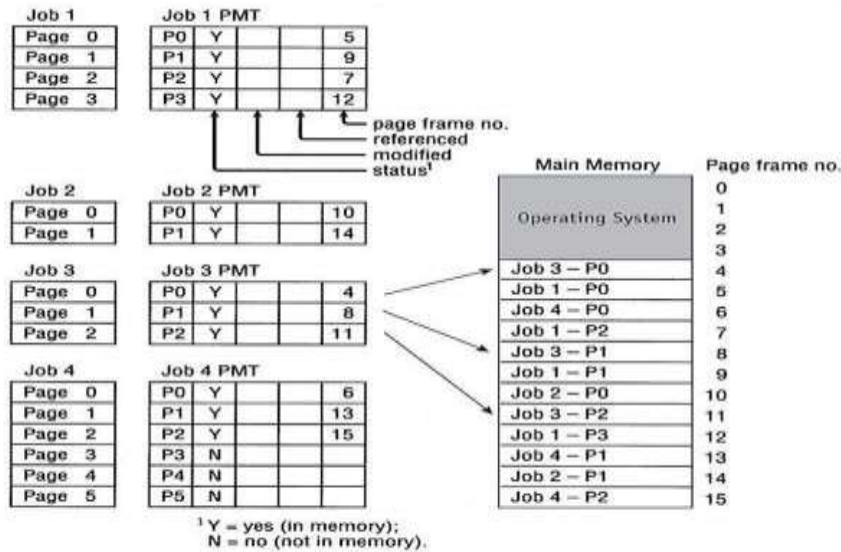 Job 1
Page 0
Page 1
Page 2
Page 3
Job 1 PMT
P0 Y 5
P1 Y 9
P2 Y 7
P3 Y 12
page frame no.
referenced
modified
status¹
Job 2
Page 0
Page 1
Job 2 PMT
P0 Y 10
P1 Y 14
Job 3
Page 0
Page 1
Page 2
Job 3 PMT
P0 Y 4
P1 Y 8
P2 Y 11
Job 4
Page 0
Page 1
Page 2
Page 3
Page 4
Page 5
Job 4 PMT
P0 Y 6
P1 Y 13
P2 Y 15
P3 N
P4 N
P5 N
¹ Y = yes (in memory);
N = no (not in memory).
Main Memory Page frame no.
0
1
Operating System
2
3
Job 3 – P0 4
Job 1 – P0 5
Job 4 – P0 6
Job 1 – P2 7
Job 3 – P1 8
Job 1 – P1 9
Job 2 – P0 10
Job 3 – P2 11
Job 1 – P3 12
Job 4 – P1 13
Job 2 – P1 14
Job 4 – P2 15